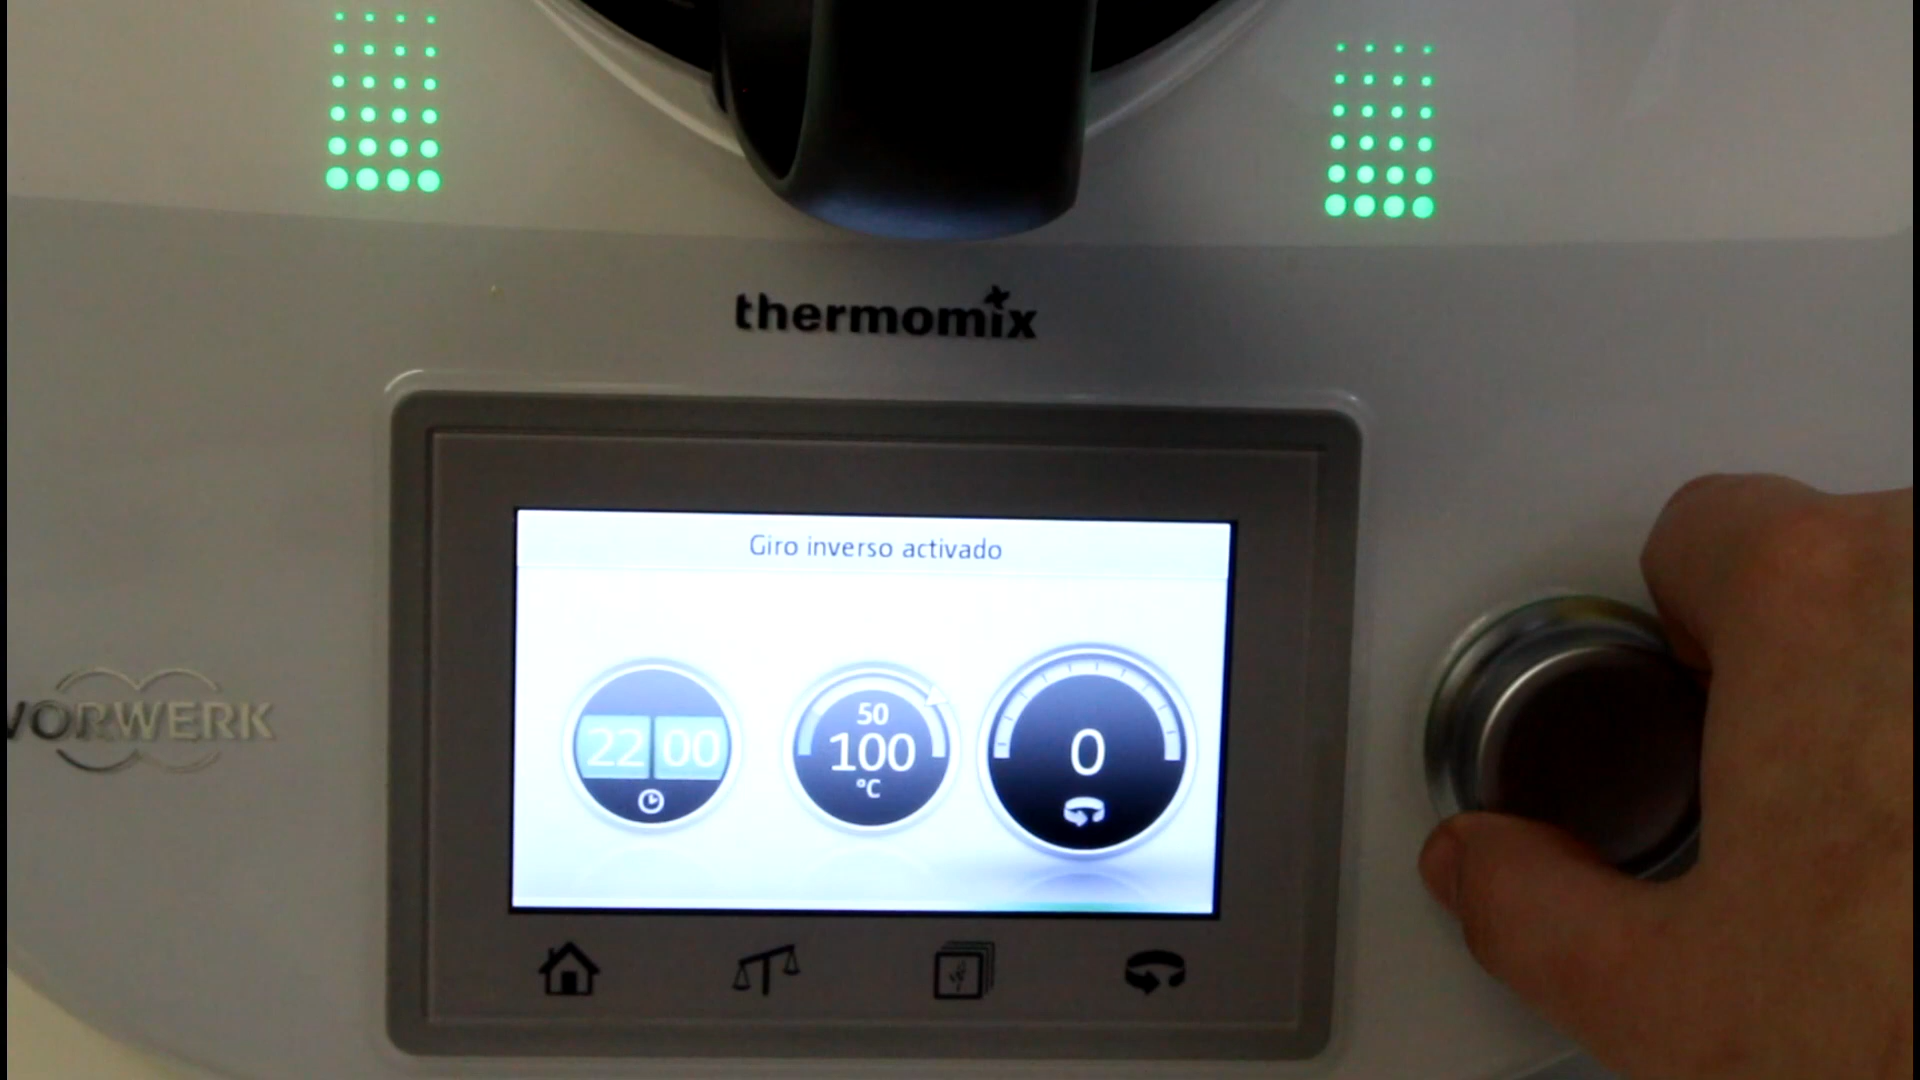 thermomix
Giro inverso activado
22 00
50
100
°C
0
VORWERK